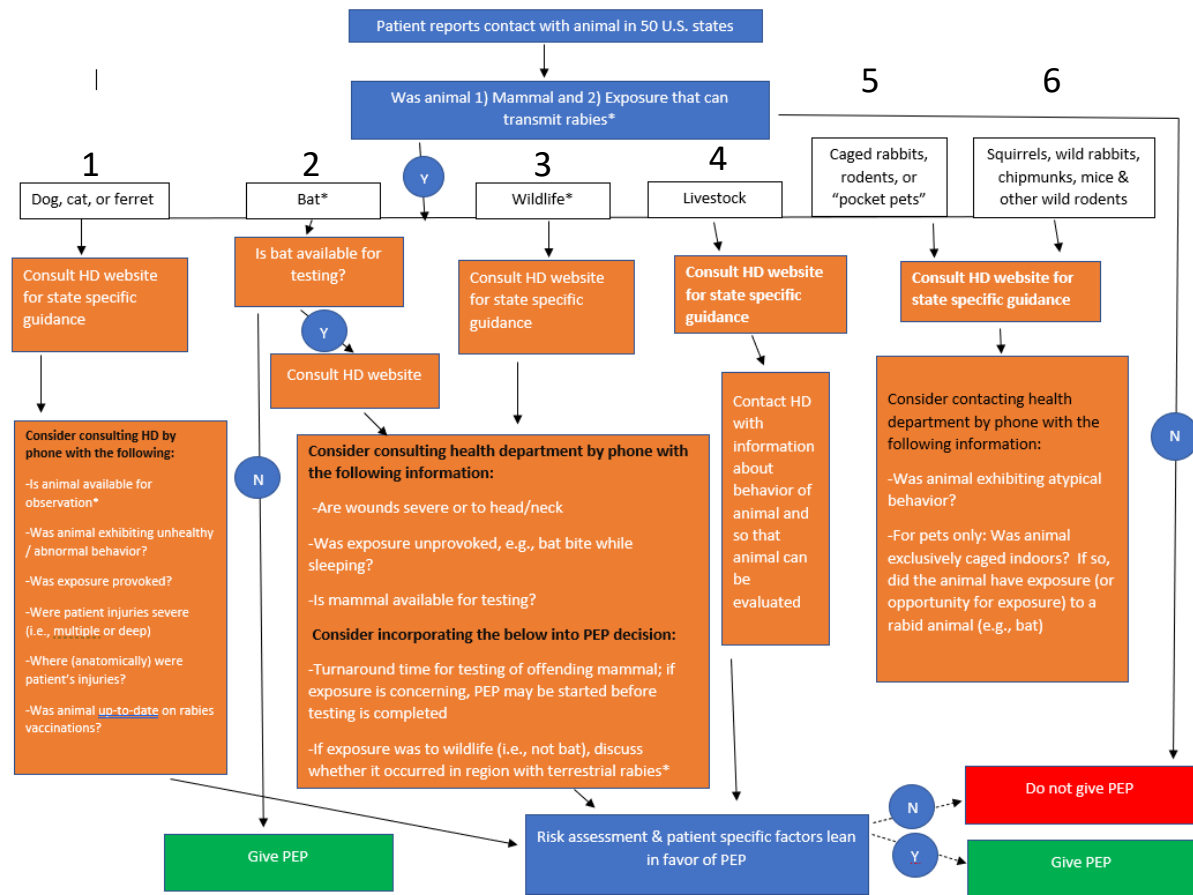 Patient reports contact with animal in 50 U.S. states
Was animal 1) Mammal and 2) Exposure that can
transmit rabies*
Y
1
Dog, cat, or ferret
2
Bat*
3
Wildlife*
4
Livestock
5
Caged rabbits,
rodents, or
“pocket pets”
6
Squirrels, wild rabbits,
chipmunks, mice &
other wild rodents
Consult HD website
for state specific
guidance
Is bat available for
testing?
Y
Consult HD website
Consult HD website
for state specific
guidance
Consult HD website
for state specific
guidance
Consult HD website for
state specific guidance
Consider consulting HD by
phone with the following:
-Is animal available for
observation*
-Was animal exhibiting unhealthy
/ abnormal behavior?
-Was exposure provoked?
-Were patient injuries severe
(i.e., multiple or deep)
-Where (anatomically) were
patient’s injuries?
-Was animal up-to-date on rabies
vaccinations?
N
Consider consulting health department by phone with
the following information:
-Are wounds severe or to head/neck
-Was exposure unprovoked, e.g., bat bite while
sleeping?
-Is mammal available for testing?
Consider incorporating the below into PEP decision:
-Turnaround time for testing of offending mammal; if
exposure is concerning, PEP may be started before
testing is completed
-If exposure was to wildlife (i.e., not bat), discuss
whether it occurred in region with terrestrial rabies*
Contact HD
with
information
about
behavior of
animal and
so that
animal can
be
evaluated
Consider contacting health
department by phone with the
following information:
-Was animal exhibiting atypical
behavior?
-For pets only: Was animal
exclusively caged indoors? If so,
did the animal have exposure (or
opportunity for exposure) to a
rabid animal (e.g., bat)
N
Give PEP
Risk assessment & patient specific factors lean
in favor of PEP
N
Do not give PEP
Y
Give PEP